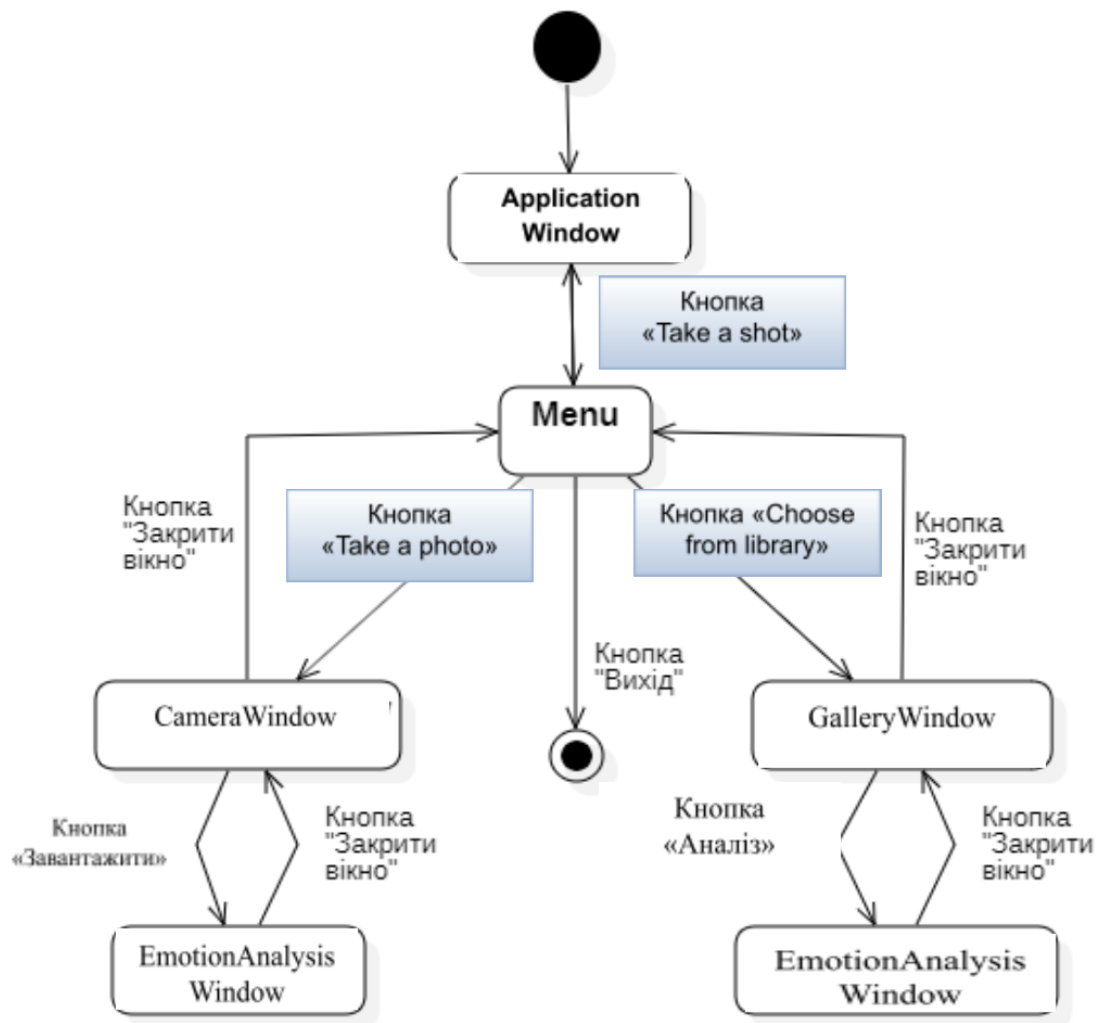 Application
Window
Кнопка
«Take a shot»
Menu
Кнопка
"Закрити
вікно"
Кнопка
«Take a photo»
Кнопка «Choose
from library»
Кнопка
"Закрити
вікно"
Кнопка
"Вихід"
CameraWindow
GalleryWindow
Кнопка
«Завантажити»
Кнопка
"Закрити
вікно"
Кнопка
«Аналіз»
Кнопка
"Закрити
вікно"
EmotionAnalysis
Window
EmotionAnalysis
Window